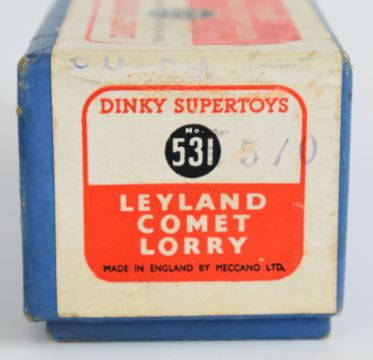 DINKY SUPERTOYS
No.
531
5/0
LEYLAND
COMET
LORRY
MADE IN ENGLAND BY MECCANO LTD.